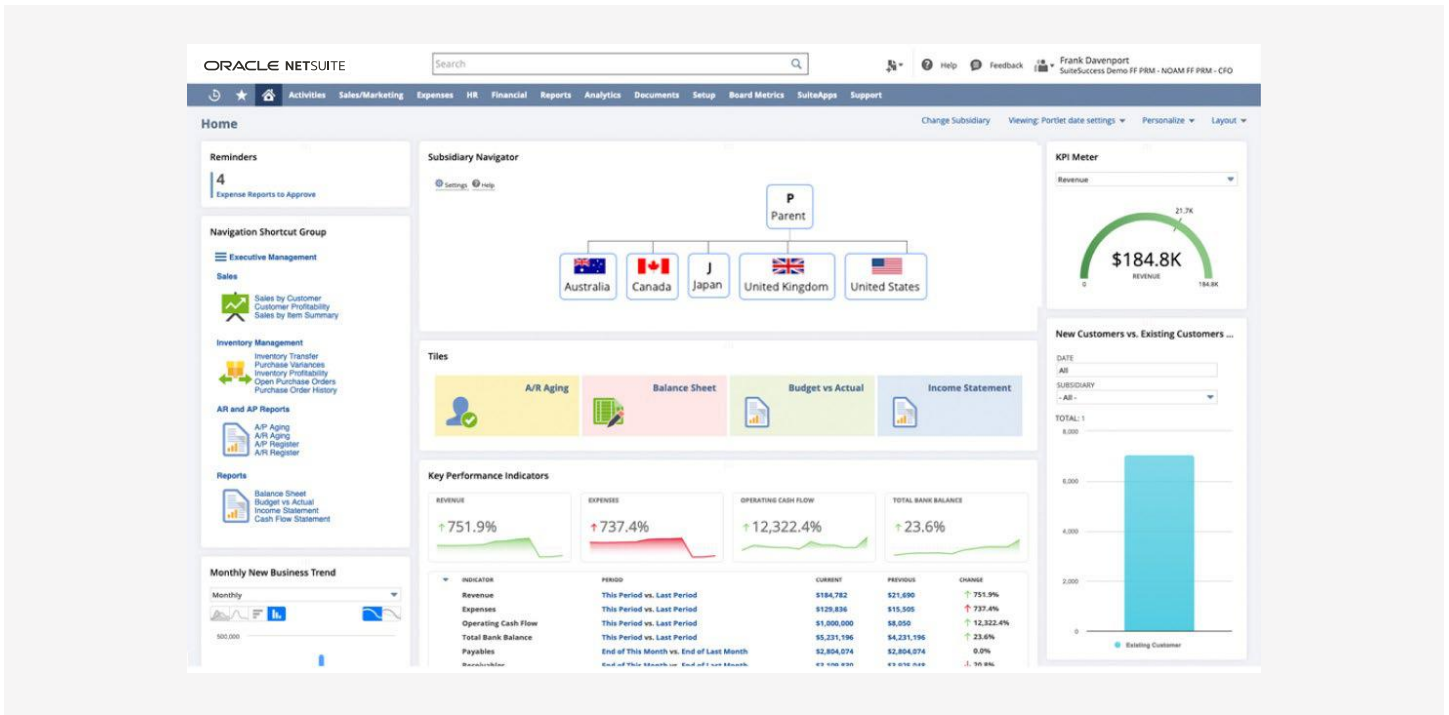 ORACLE NETSUITE
Search
Help
Feedback
Frank Davenport
SuiteSuccess Demo FF PRM - NOAM FF PRM - CFO
Activities Sales/Marketing Expenses HR Financial Reports Analytics Documents Setup Board Metrics SuiteApps Support
Home
Change Subsidiary Viewing: Portlet date settings Personalize Layout
Reminders
4
Expense Reports to Approve
Navigation Shortcut Group
Executive Management
Sales
Sales by Customer
Customer Profitability
Sales by Item Summary
Inventory Management
Inventory Transfer
Purchase Variances
Inventory Profitability
Open Purchase Orders
Purchase Order History
AR and AP Reports
A/P Aging
A/R Aging
A/P Register
A/R Register
Reports
Balance Sheet
Budget vs Actual
Income Statement
Cash Flow Statement
Monthly New Business Trend
Monthly
500,000
Subsidiary Navigator
Settings Help
P
Parent
Australia
Canada
J
Japan
United Kingdom
United States
Tiles
A/R Aging
Balance Sheet
Budget vs Actual
Income Statement
Key Performance Indicators
REVENUE
751.9%
EXPENSES
737.4%
OPERATING CASH FLOW
12,322.4%
TOTAL BANK BALANCE
23.6%
INDICATOR PERIOD CURRENT PREVIOUS CHANGE
Revenue This Period vs. Last Period $184,782 $21,690 751.9%
Expenses This Period vs. Last Period $129,836 $15,505 737.4%
Operating Cash Flow This Period vs. Last Period $1,000,000 $8,050 12,322.4%
Total Bank Balance This Period vs. Last Period $5,231,196 $4,231,196 23.6%
Payables End of This Month vs. End of Last Month $2,804,074 $2,804,074 0.0%
Receivables End of This Month vs. End of Last Month 20.8%
KPI Meter
Revenue
21.7K
$184.8K
REVENUE
0
184.8K
New Customers vs. Existing Customers ...
DATE
All
SUBSIDIARY
- All -
TOTAL: 1
8,000
6,000
4,000
2,000
0
Existing Customer